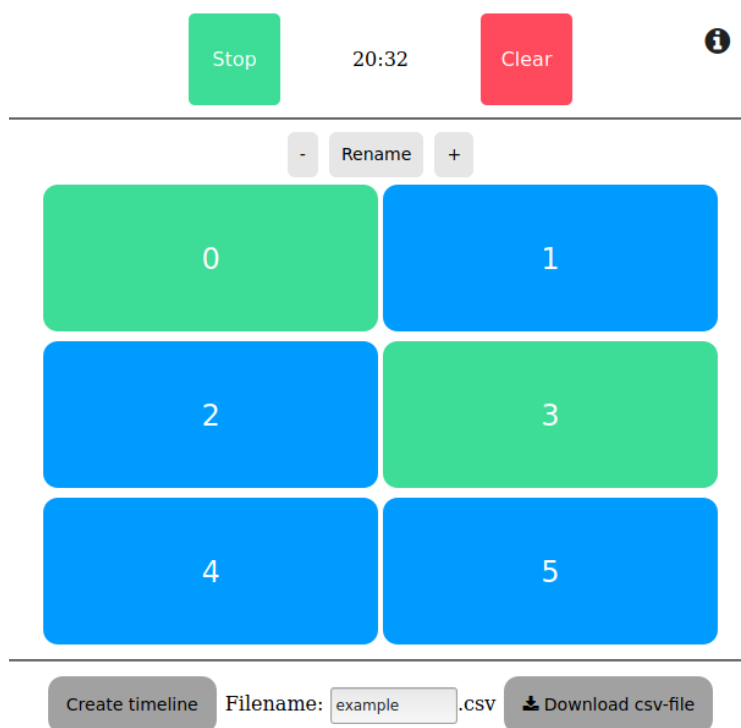 Stop 20:32 Clear
- Rename +
0 1
2 3
4 5
Create timeline Filename: example .csv Download csv-file